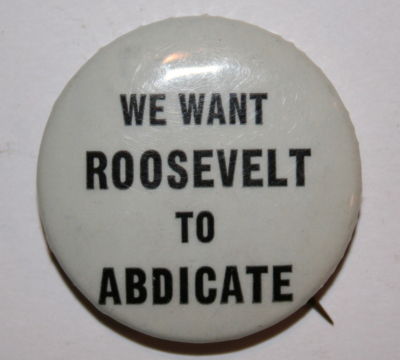 WE WANT
ROOSEVELT
TO
ABDICATE